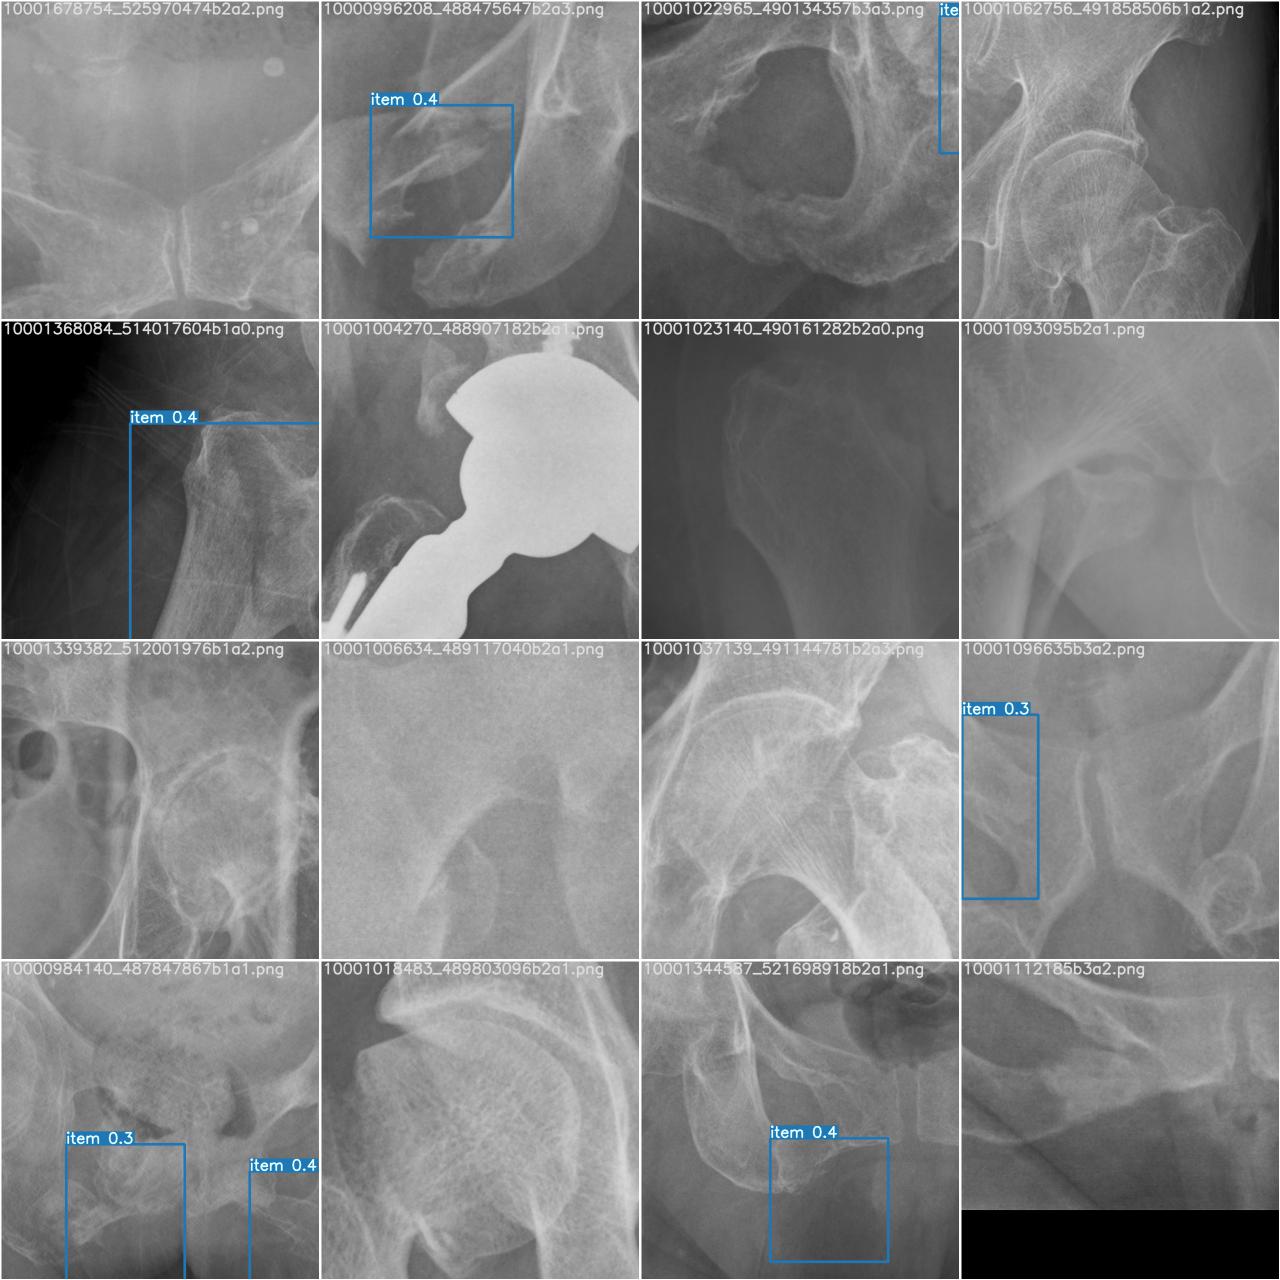 10001678754_525970474b2a2.png
10000996208_488475647b2a3.png
10001022965_490134357b3a3.png
10001062756_491858506b1a2.png
item 0.4
ite
10001368084_514017604b1a0.png
10001004270_488907182b2a1.png
10001023140_490161282b2a0.png
10001093095b2a1.png
item 0.4
10001339382_512001976b1a2.png
10001006634_489117040b2a1.png
10001037139_491144781b2a3.png
10001096635b3a2.png
item 0.3
10000984140_487847867b1a1.png
10001018483_489803096b2a1.png
10001344587_521698918b2a1.png
10001112185b3a2.png
item 0.3
item 0.4
item 0.4